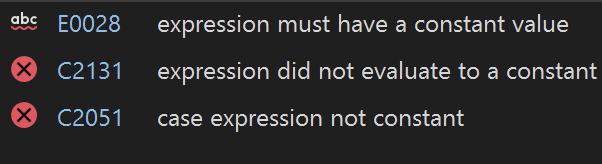 abc E0028 expression must have a constant value
C2131 expression did not evaluate to a constant
C2051 case expression not constant